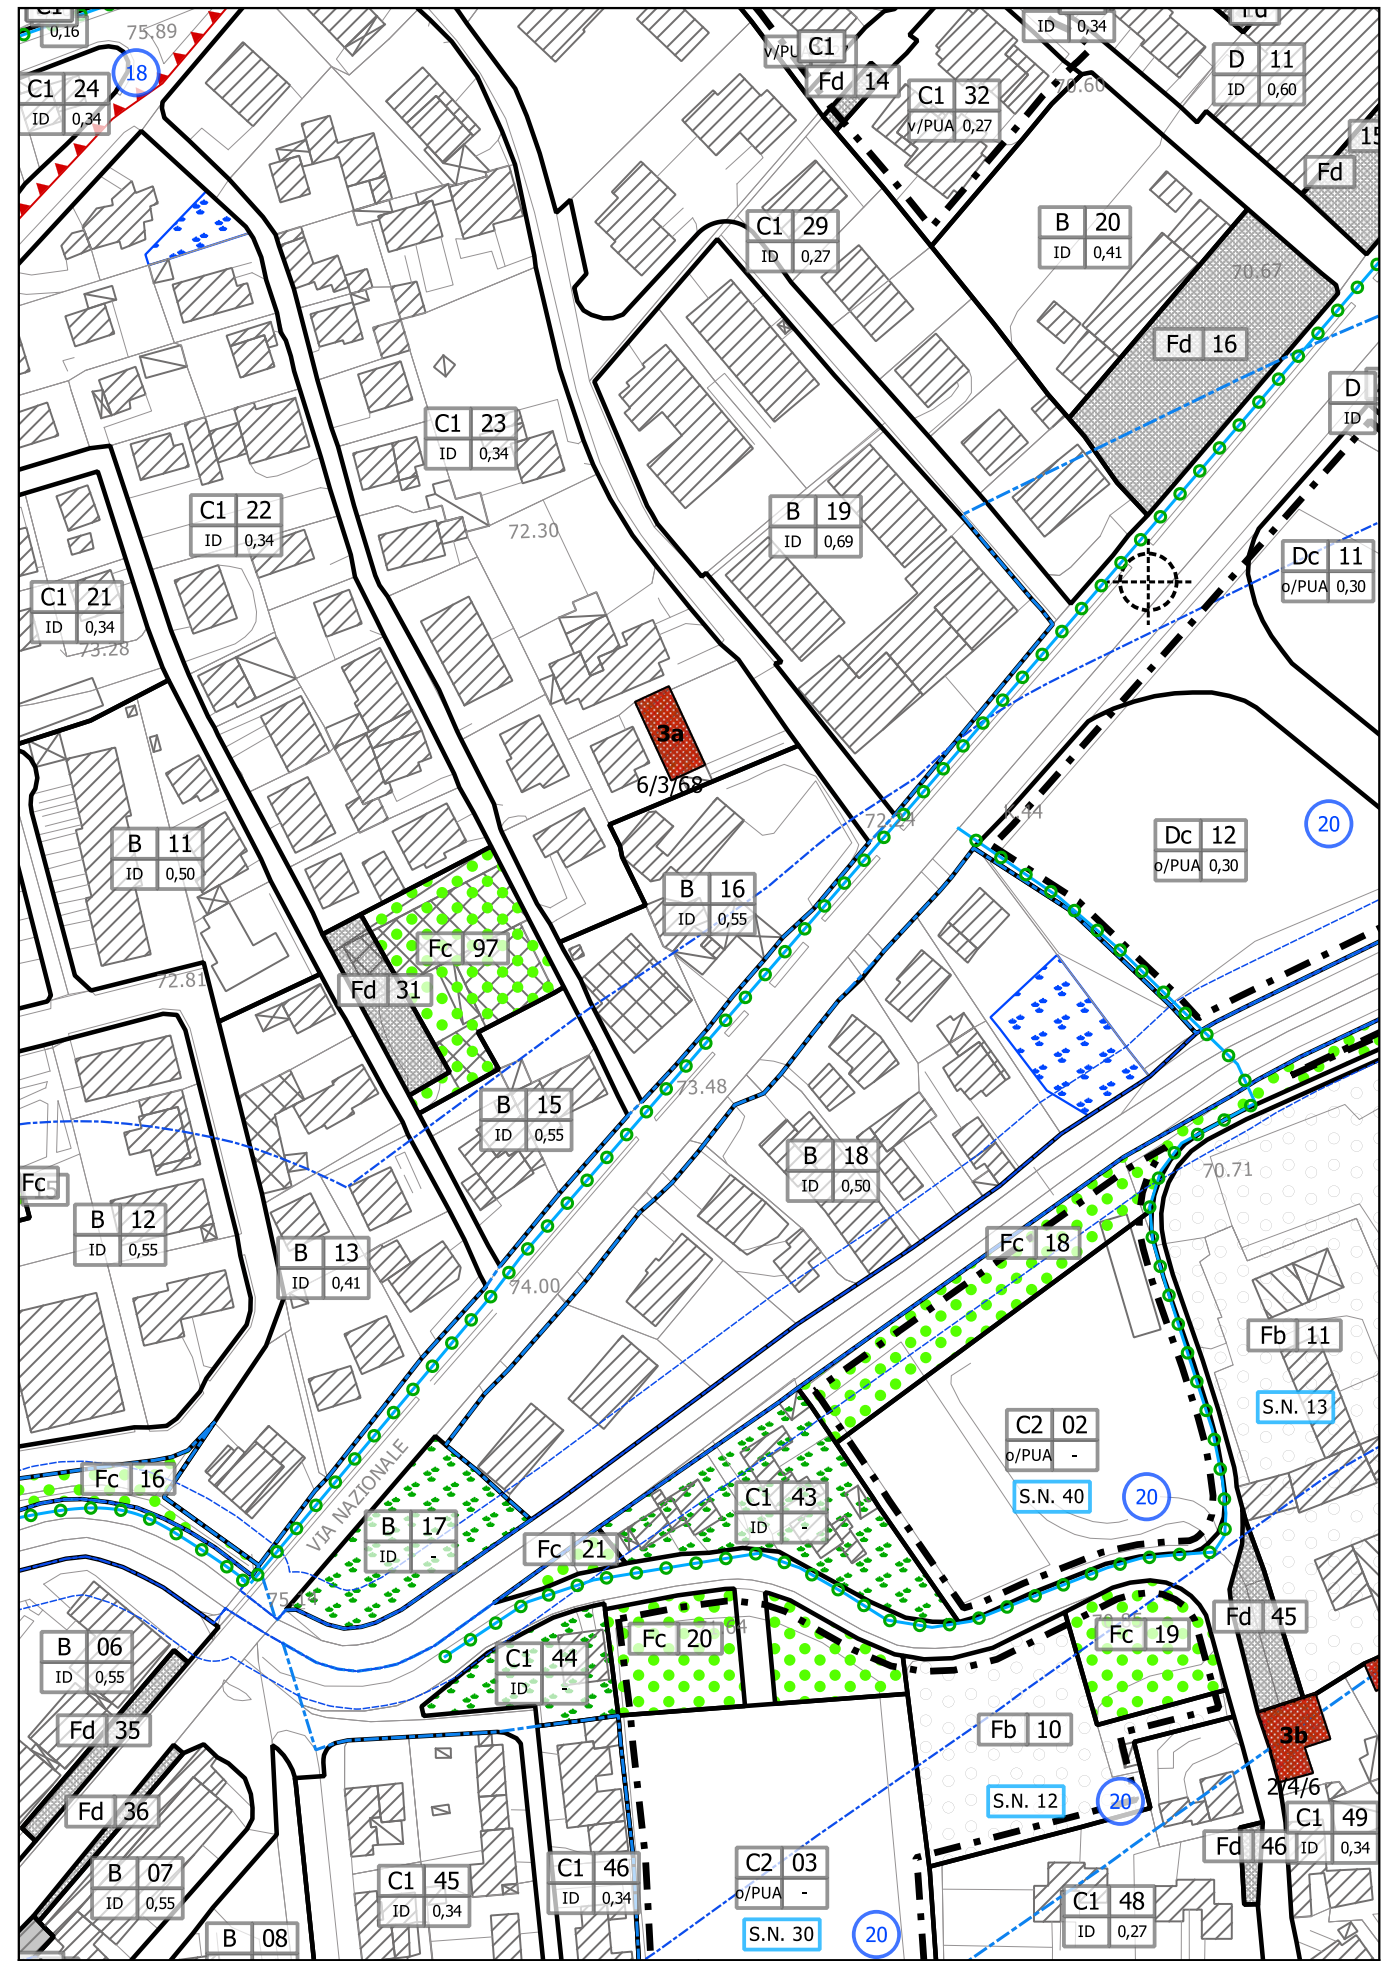 C1
0,16
75.89
18
C1 24
ID 0,34
C1
Fd 14
ID 0,34
C1 32
v/PUA 0,27
70.60
D 11
ID 0,60
Fd
C1 29
ID 0,27
B 20
ID 0,41
70.67
Fd 16
D
ID
C1 23
ID 0,34
C1 22
ID 0,34
72.30
B 19
ID 0,69
Dc 11
o/PUA 0,30
C1 21
ID 0,34
73.28
3a
6/3/68
Dc 12
o/PUA 0,30
20
B 11
ID 0,50
B 16
ID 0,55
Fc 97
Fd 31
72.81
73.48
B 15
ID 0,55
B 18
ID 0,50
70.71
Fc
B 12
ID 0,55
B 13
ID 0,41
Fc 18
74.00
Fb 11
S.N. 13
C2 02
o/PUA -
S.N. 40
20
VIA NAZIONALE
Fc 16
B 17
ID -
C1 43
ID -
Fc 21
B 06
ID 0,55
C1 44
ID -
Fc 20
Fc 19
Fd 45
Fd 35
Fb 10
3b
2/4/6
S.N. 12
20
Fd 36
B 07
ID 0,55
C1 45
ID 0,34
C1 46
ID 0,34
C2 03
o/PUA -
S.N. 30
20
C1 48
ID 0,27
Fd 46
C1 49
ID 0,34
B 08